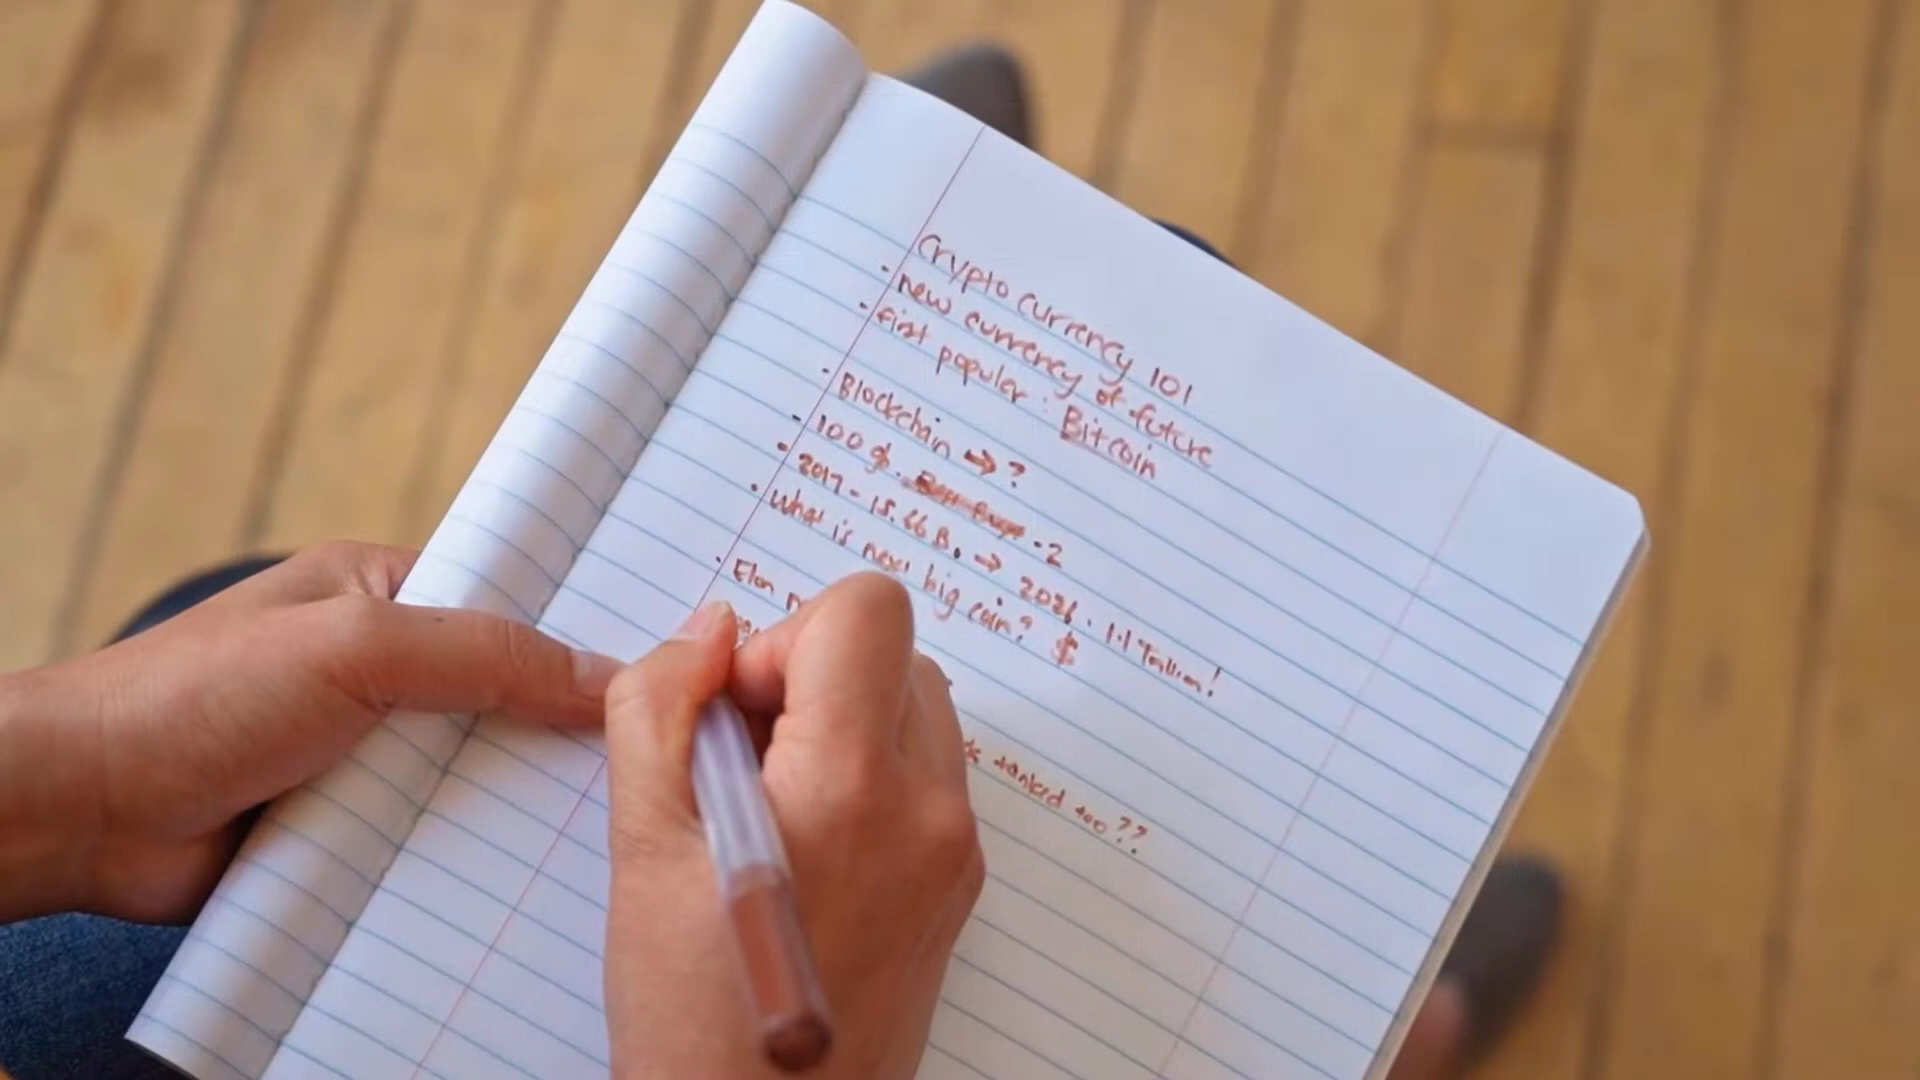 Crypto currency 101
· new currency of future
· first popular : Bitcoin
· Blockchain → ?
· 100 %. - 2
· 2017 - 15.66 B. → 2026. 1.1 Trillion!
· What is next big coin? $
· Elon
tanked too ??